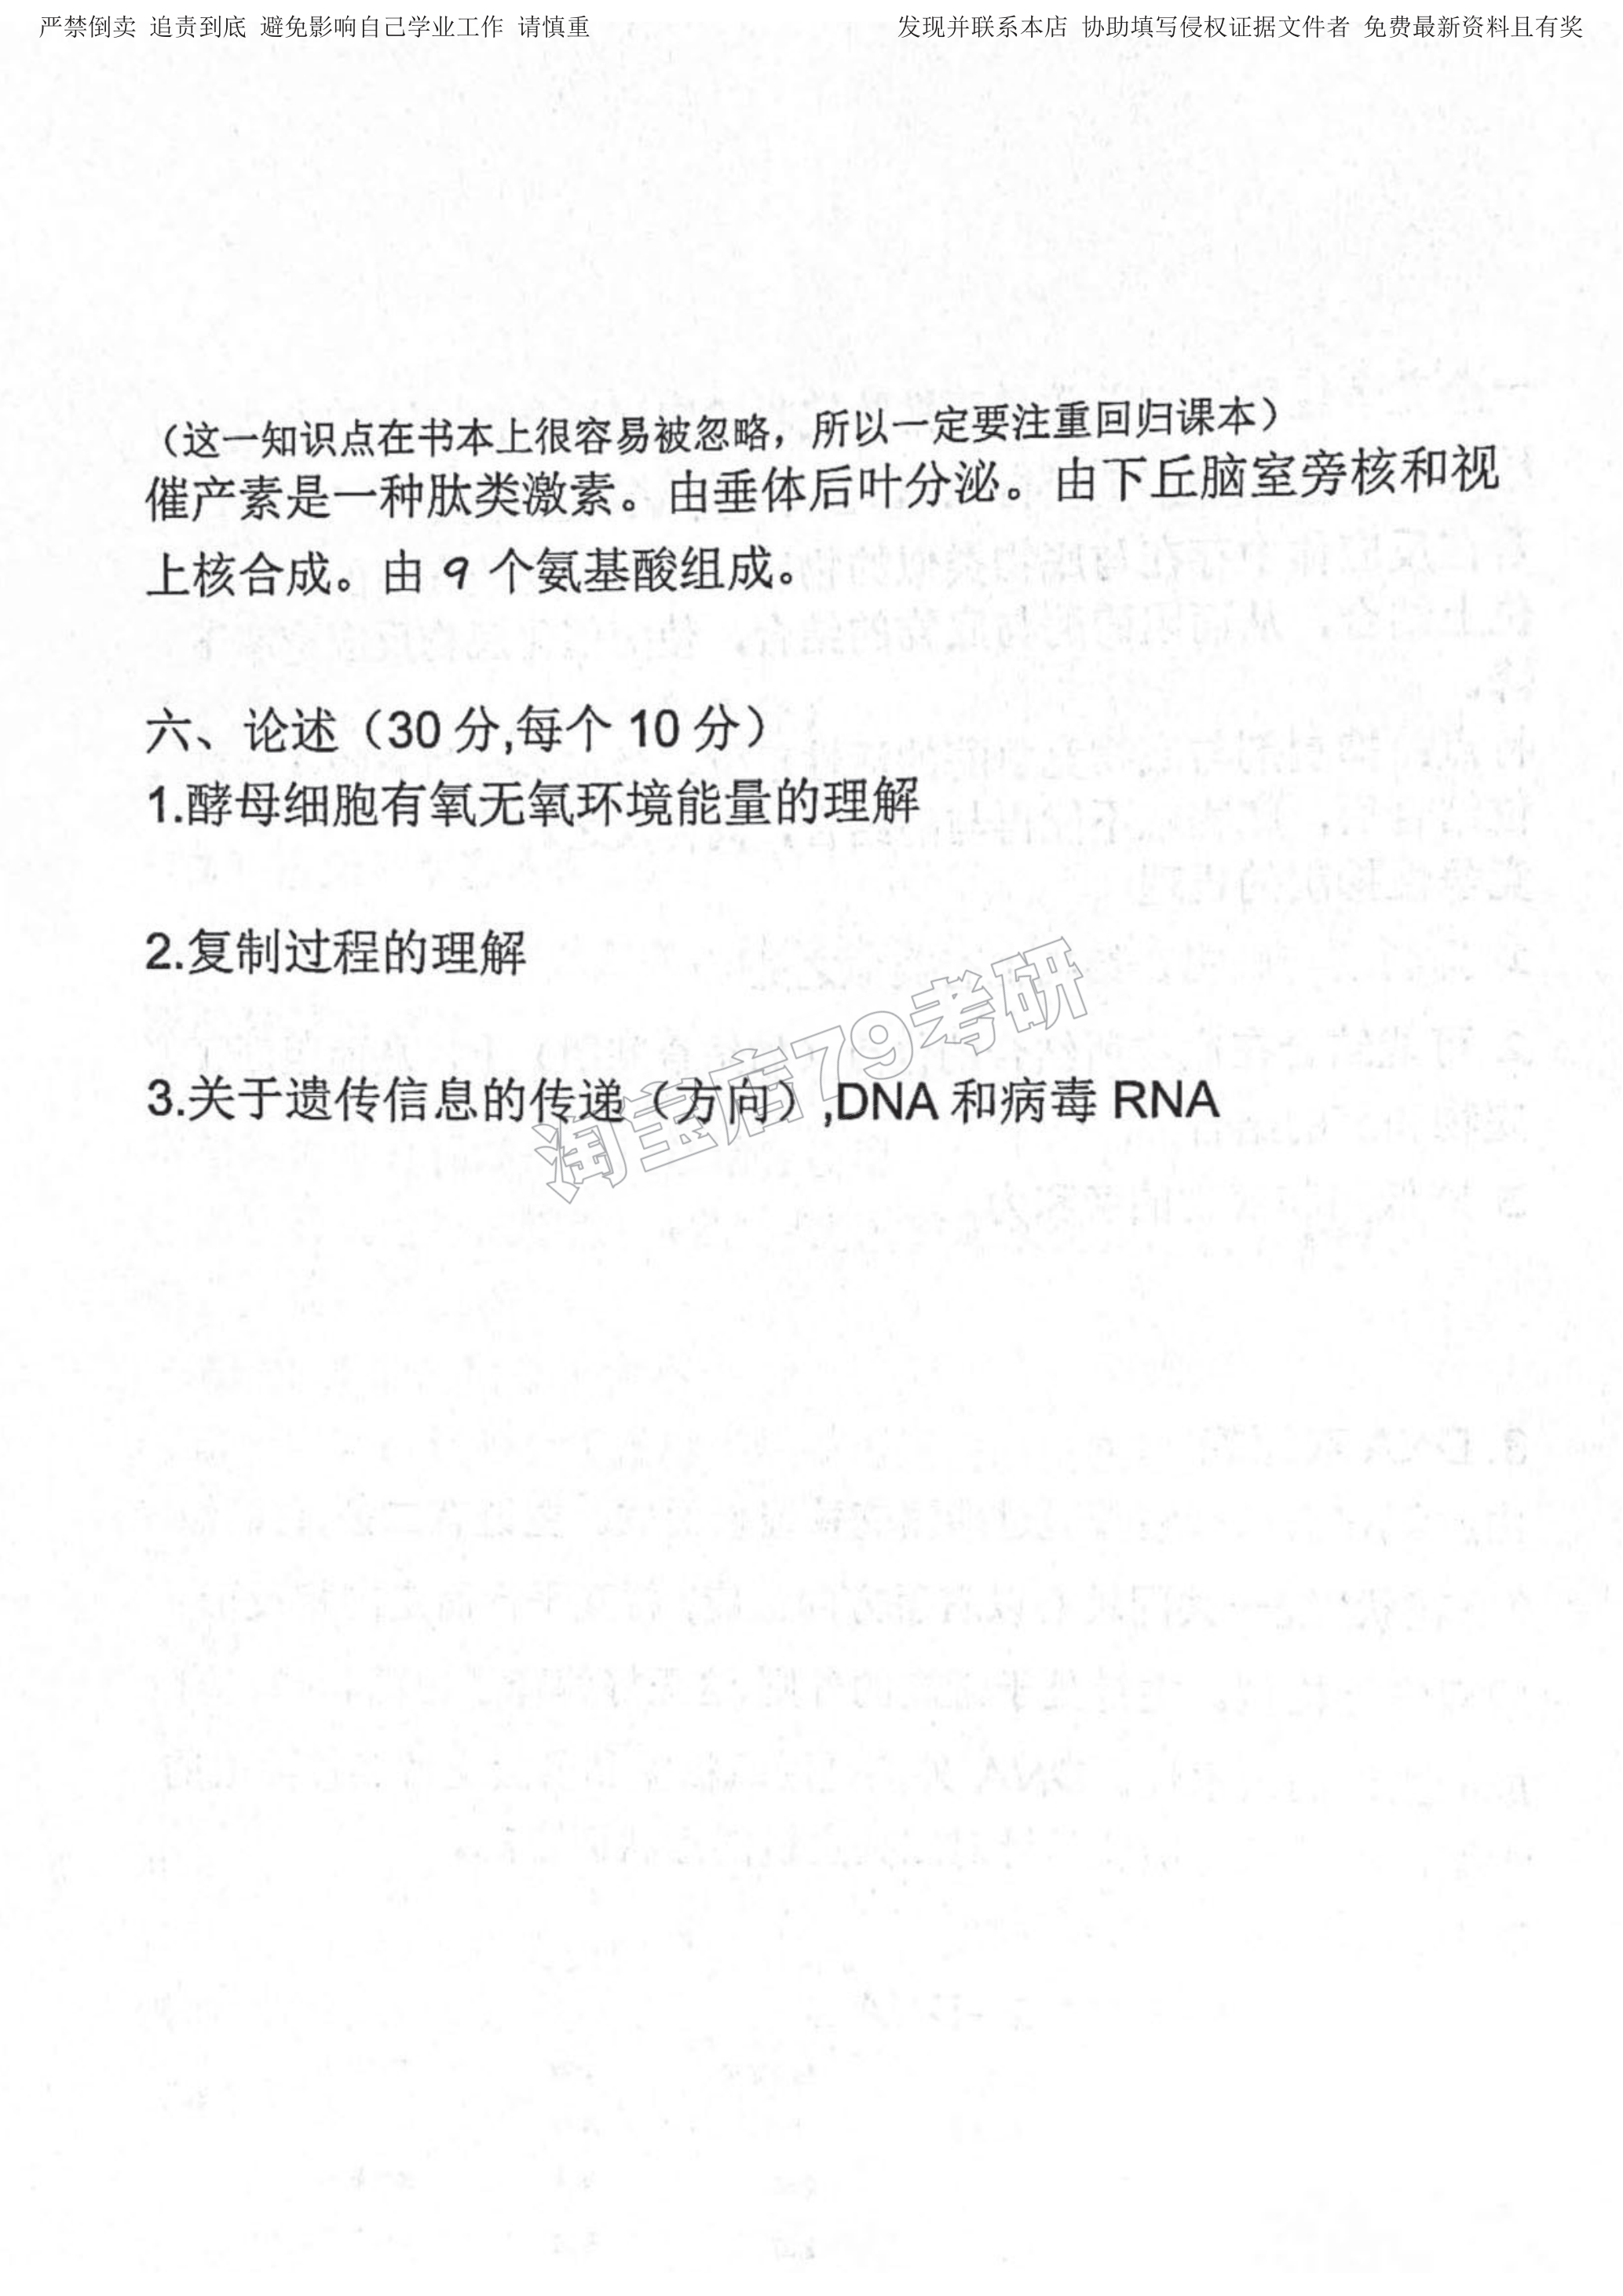 严禁倒卖 追责到底 避免影响自己学业工作 请慎重
发现并联系本店 协助填写侵权证据文件者 免费最新资料且有奖
（这一知识点在书本上很容易被忽略，所以一定要注重回归课本）
催产素是一种肽类激素。由垂体后叶分泌。由下丘脑室旁核和视
上核合成。由 9 个氨基酸组成。
六、论述（30 分,每个 10 分）
1.酵母细胞有氧无氧环境能量的理解
2.复制过程的理解
3.关于遗传信息的传递（方向）,DNA 和病毒 RNA
淘宝店79考研